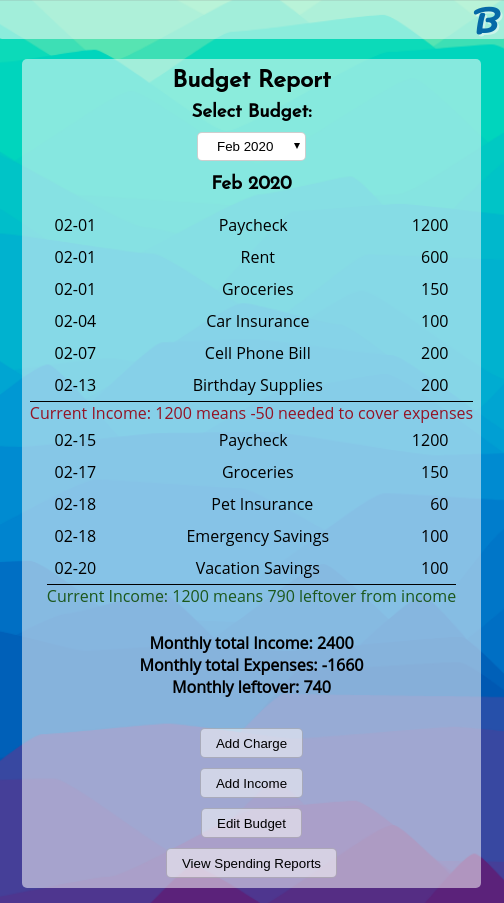 B
Budget Report
Select Budget:
Feb 2020 ▾
Feb 2020
02-01 Paycheck 1200
02-01 Rent 600
02-01 Groceries 150
02-04 Car Insurance 100
02-07 Cell Phone Bill 200
02-13 Birthday Supplies 200
Current Income: 1200 means -50 needed to cover expenses
02-15 Paycheck 1200
02-17 Groceries 150
02-18 Pet Insurance 60
02-18 Emergency Savings 100
02-20 Vacation Savings 100
Current Income: 1200 means 790 leftover from income
Monthly total Income: 2400
Monthly total Expenses: -1660
Monthly leftover: 740
Add Charge
Add Income
Edit Budget
View Spending Reports